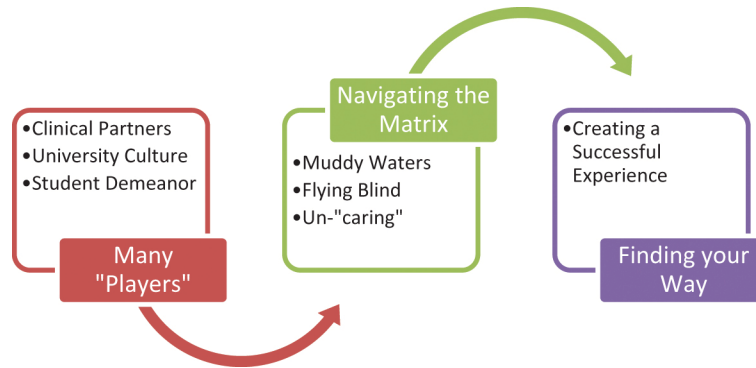 •Clinical Partners
•University Culture
•Student Demeanor
Many
"Players"
Navigating the
Matrix
•Muddy Waters
•Flying Blind
•Un-"caring"
•Creating a
Successful
Experience
Finding your
Way